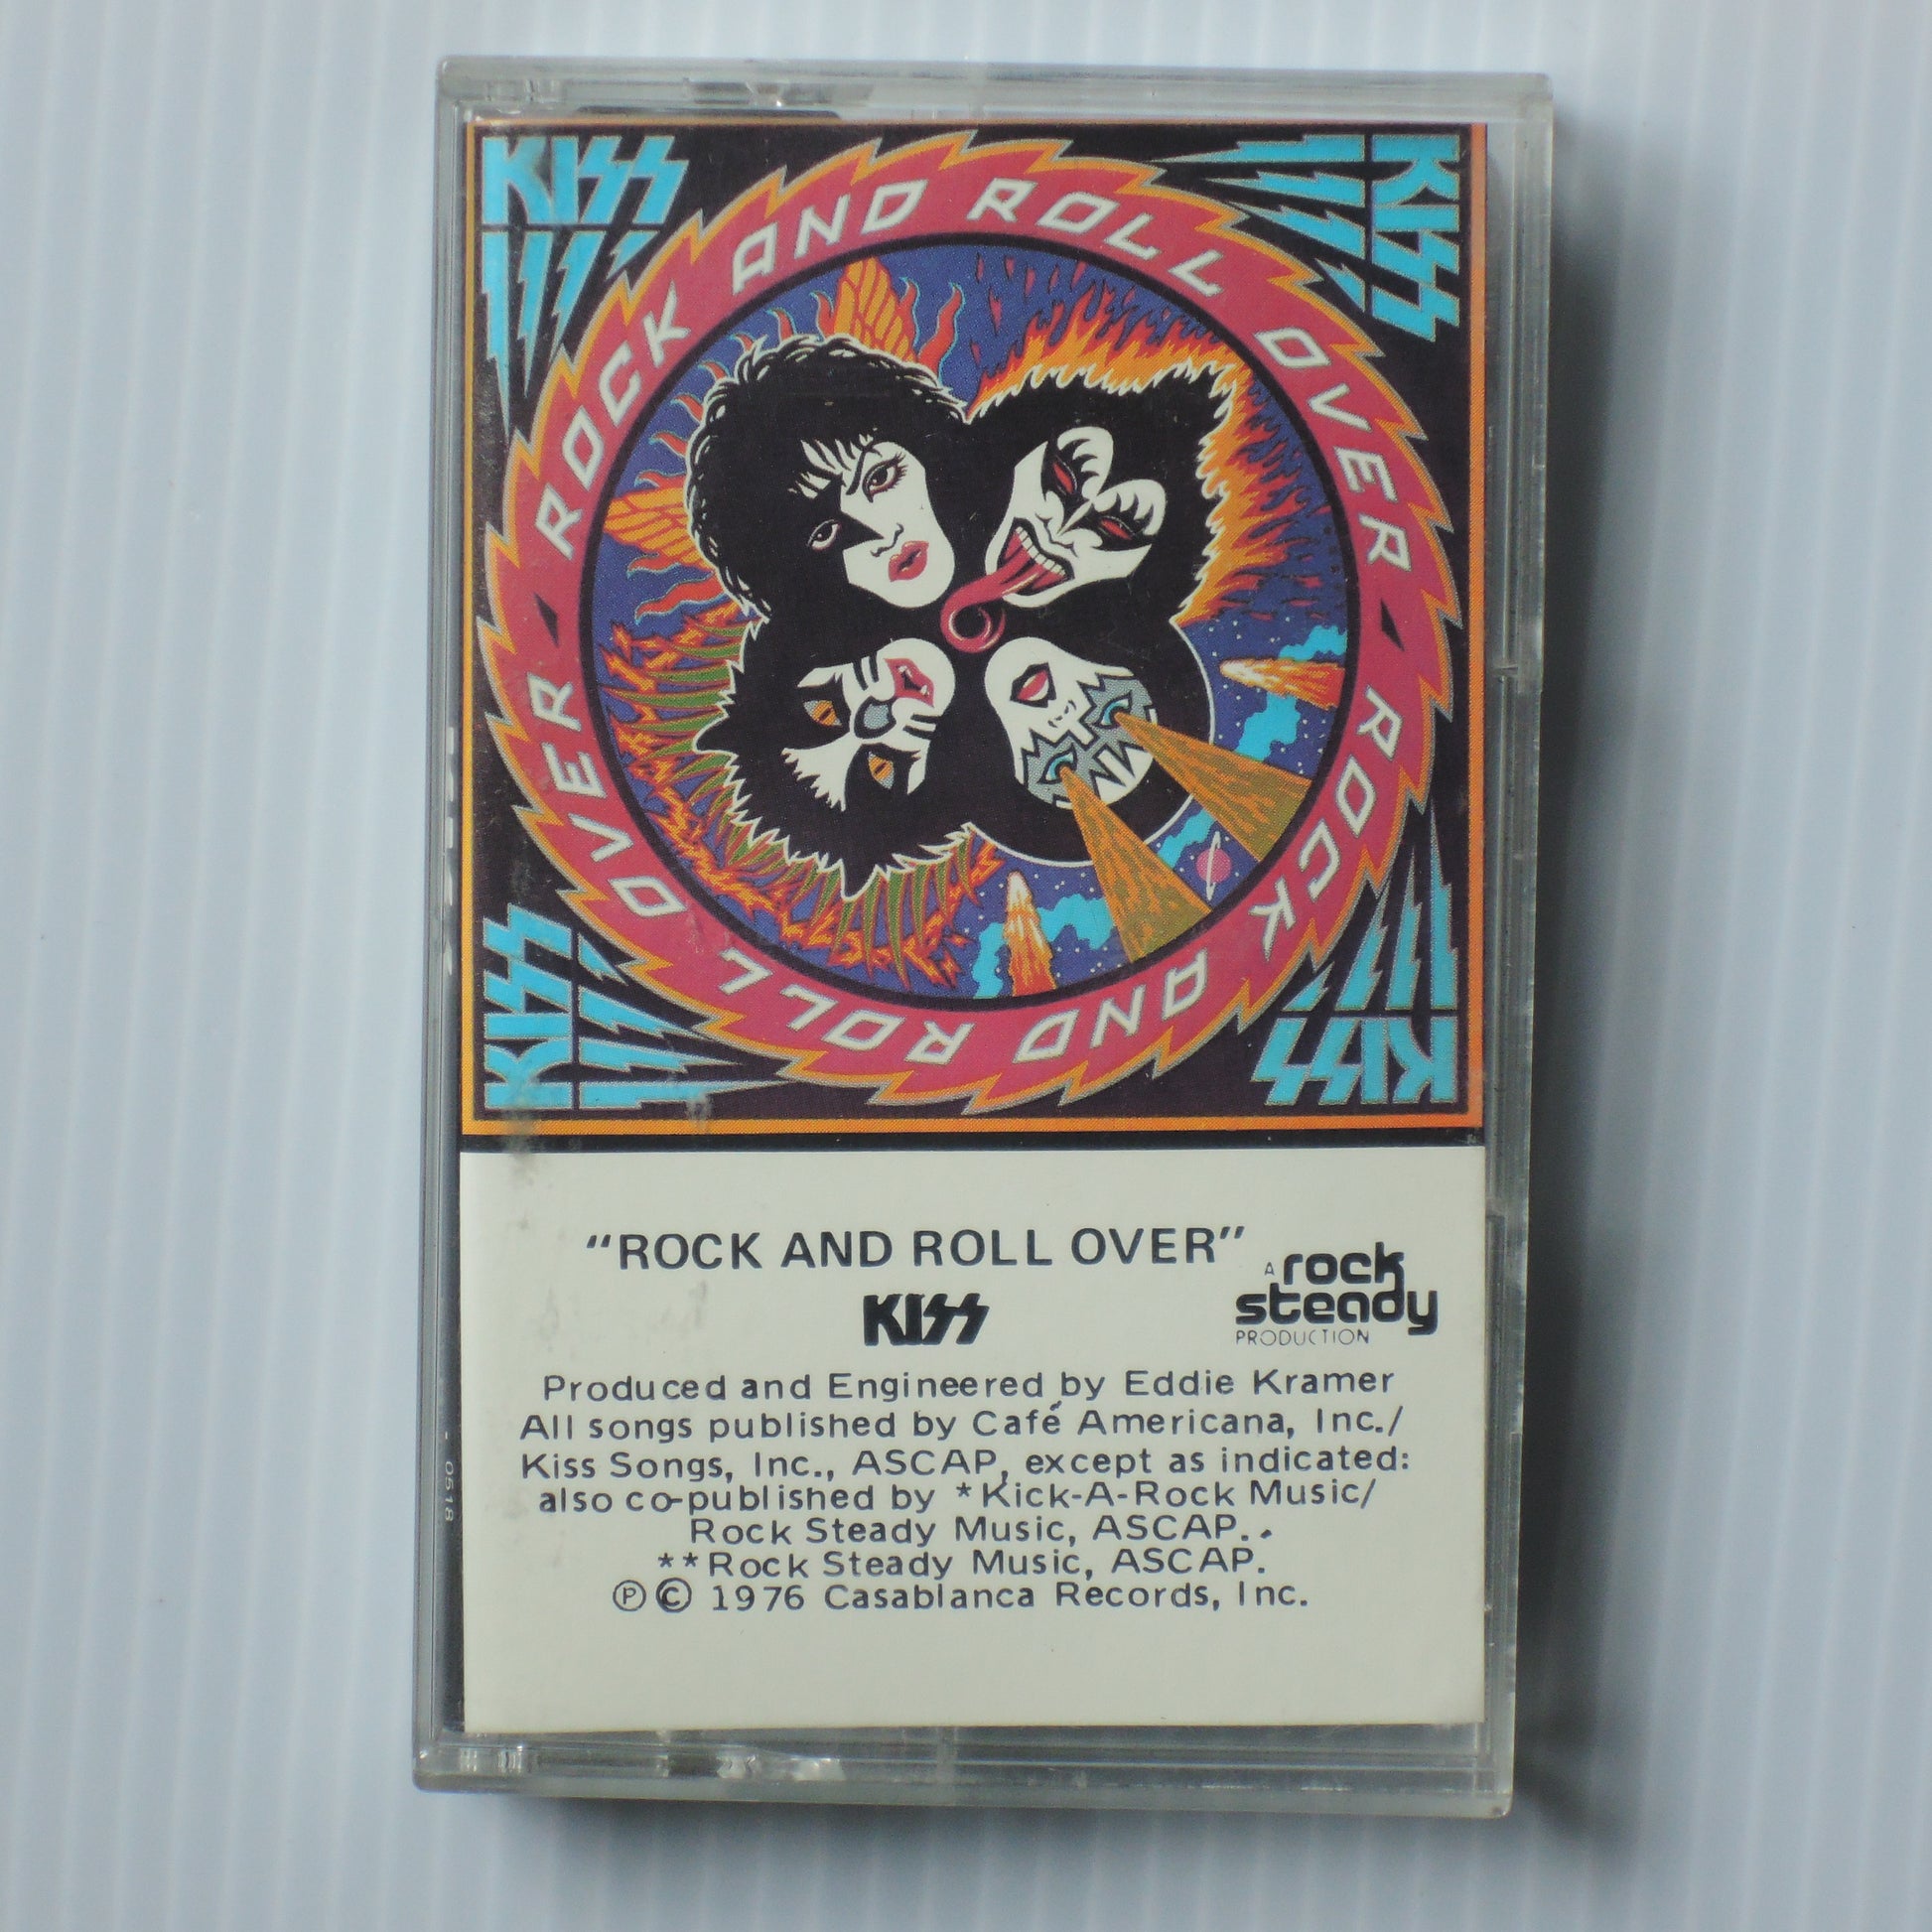 KISS
KISS
ROCK AND ROLL OVER
ROCK AND ROLL OVER
KISS
KISS
"ROCK AND ROLL OVER"
KISS
A rock
steady
PRODUCTION
Produced and Engineered by Eddie Kramer
All songs published by Café Americana, Inc./
Kiss Songs, Inc., ASCAP, except as indicated:
also co-published by *Kick-A-Rock Music/
Rock Steady Music, ASCAP..
**Rock Steady Music, ASCAP.
Ⓟ© 1976 Casablanca Records, Inc.
0518